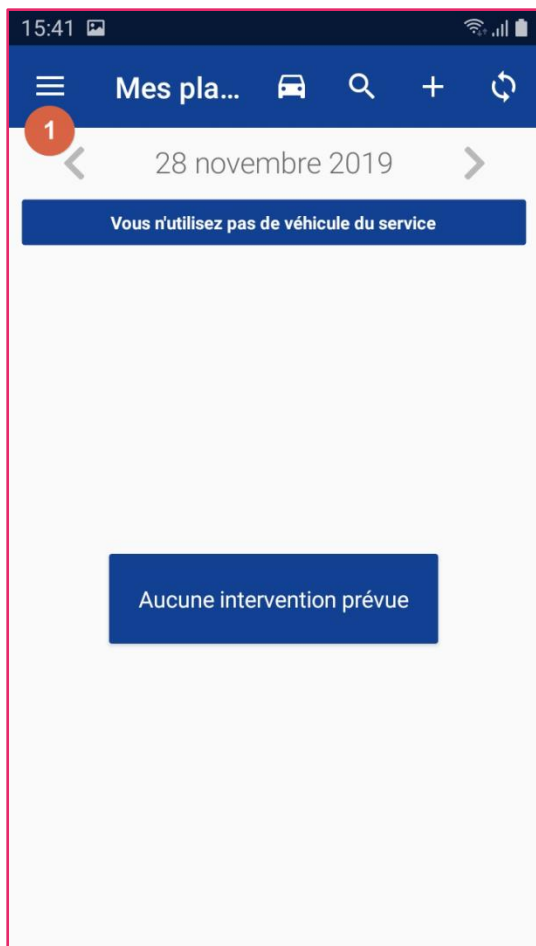 15:41
Mes pla...
1
28 novembre 2019
Vous n'utilisez pas de véhicule du service
Aucune intervention prévue